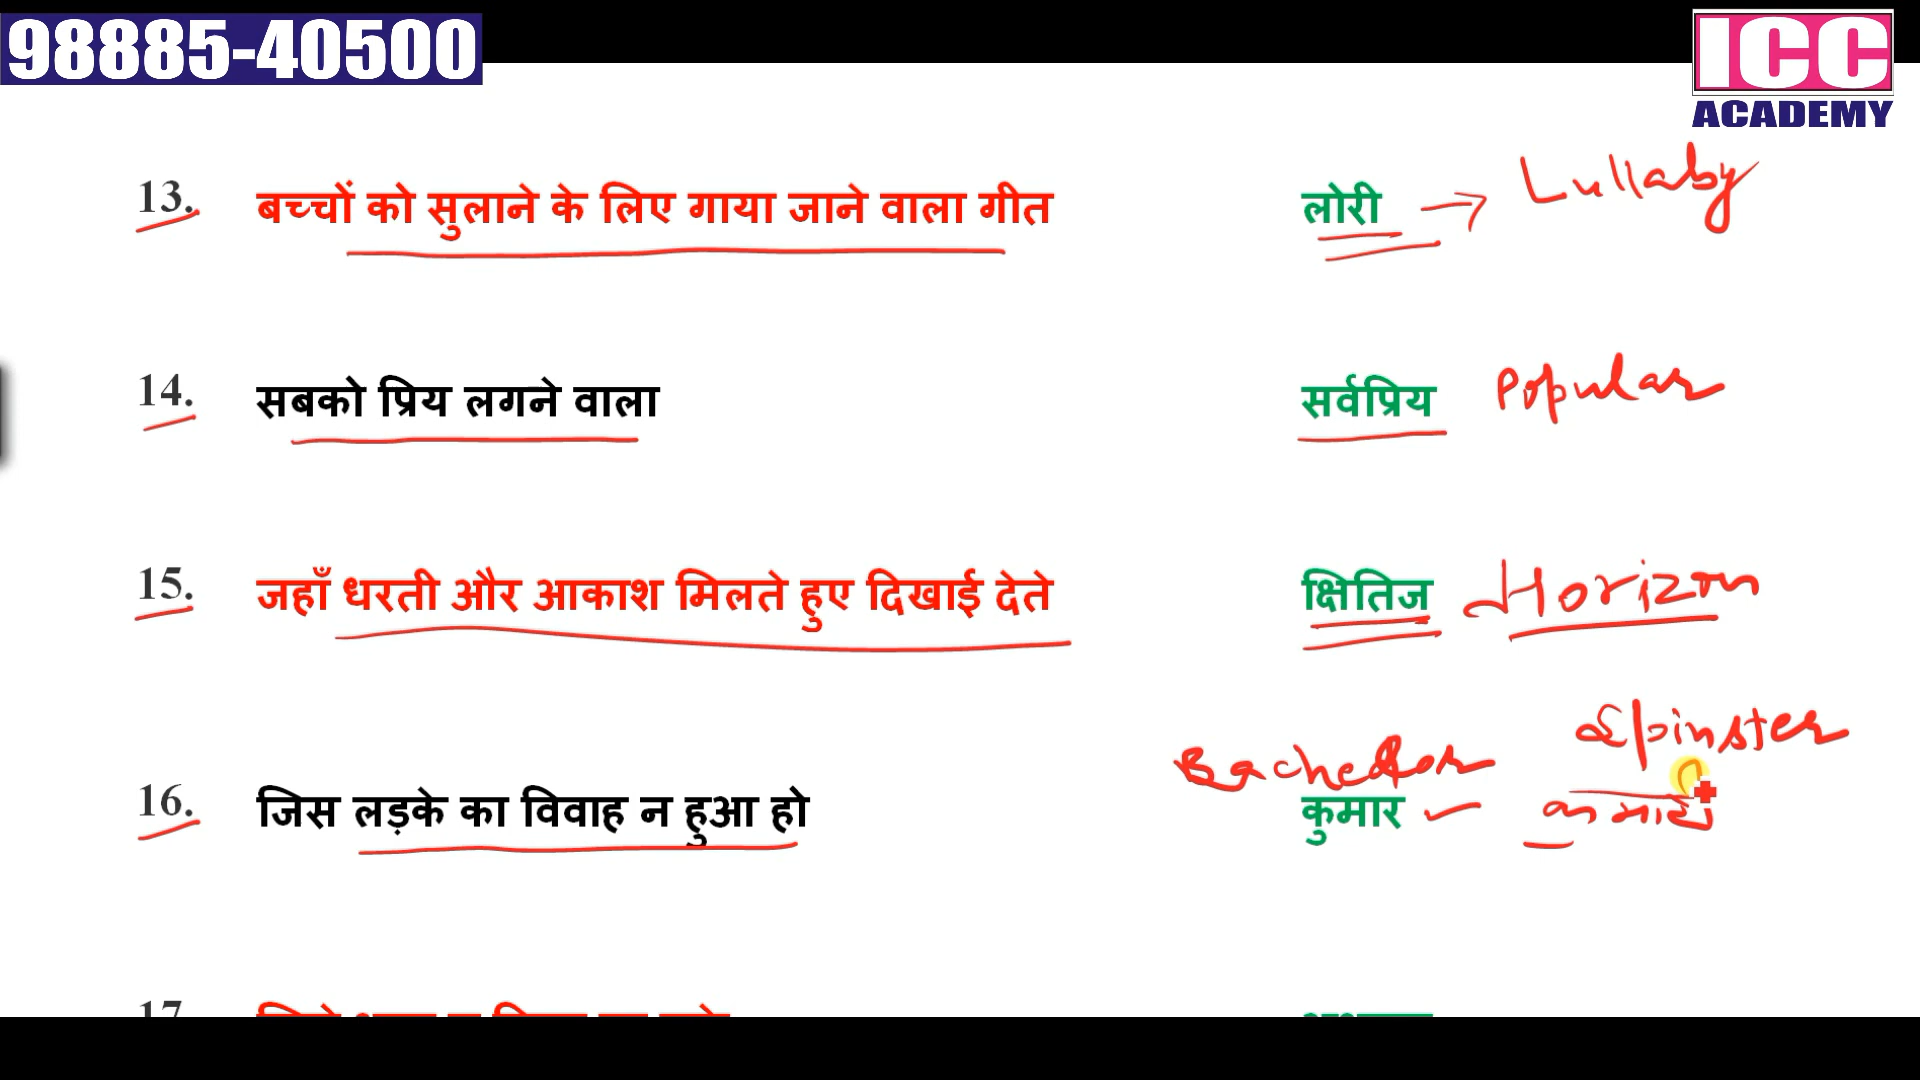 98885-40500
ICC
ACADEMY
13. बच्चों को सुलाने के लिए गाया जाने वाला गीत लोरी → Lullaby
14. सबको प्रिय लगने वाला सर्वप्रिय Popular
15. जहाँ धरती और आकाश मिलते हुए दिखाई देते क्षितिज Horizon
Bachelor Spinster
16. जिस लड़के का विवाह न हुआ हो कुमार
17.